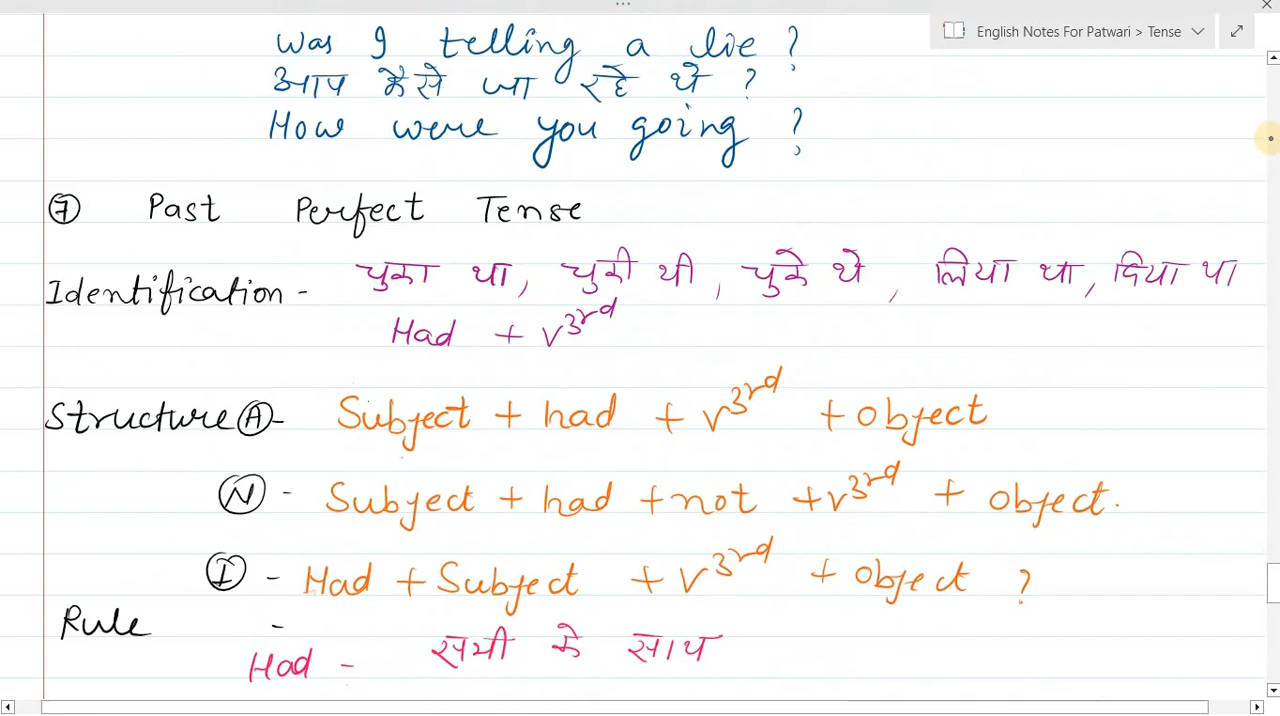 English Notes For Patwari > Tense
Was I telling a lie ?
आप कैसे जा रहे थे ?
How were you going ?
⑦ Past Perfect Tense
Identification - चुका था, चुकी थी, चुके थे, लिया था, दिया था
Had + v3rd
Structure Ⓐ- Subject + had + v3rd + object
Ⓝ - Subject + had + not + v3rd + object.
Ⓘ - Had + Subject + v3rd + object ?
Rule -
Had - सभी के साथ